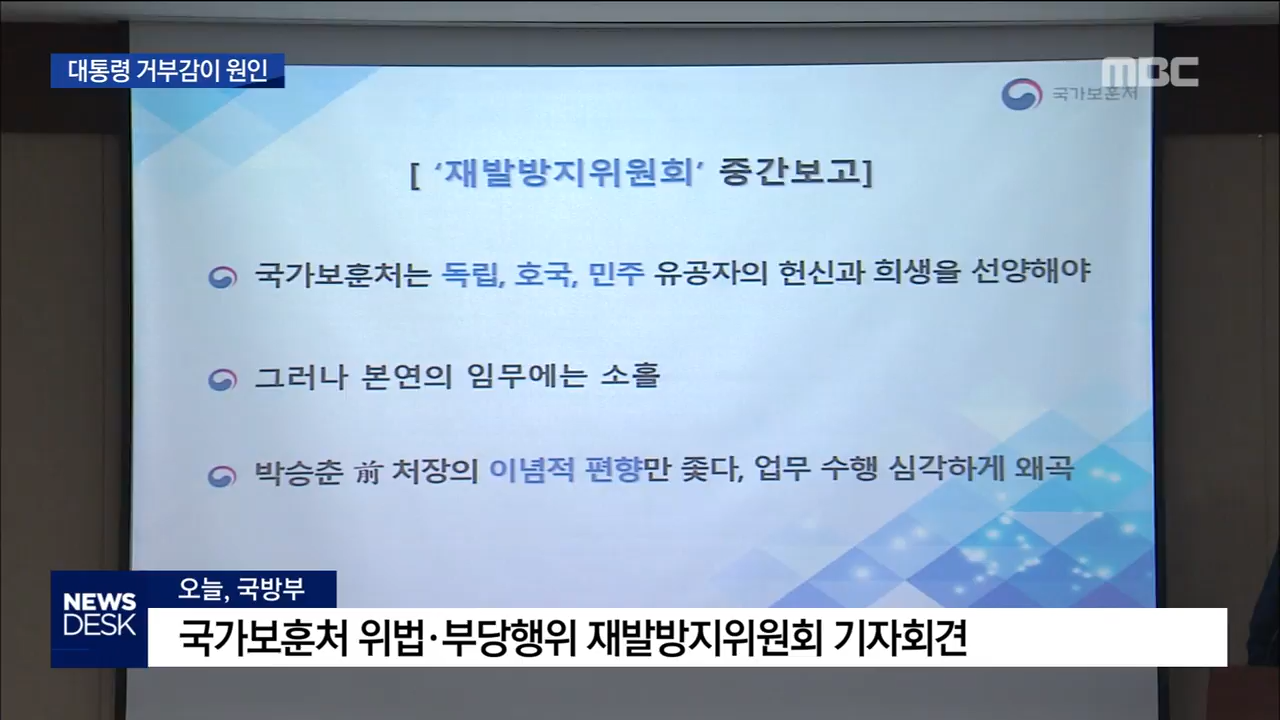 대통령 거부감이 원인
MBC
국가보훈처
[ ‘재발방지위원회’ 중간보고]
국가보훈처는 독립, 호국, 민주 유공자의 헌신과 희생을 선양해야
그러나 본연의 임무에는 소홀
박승춘 前 처장의 이념적 편향만 좇다, 업무 수행 심각하게 왜곡
오늘, 국방부
NEWS DESK
국가보훈처 위법·부당행위 재발방지위원회 기자회견